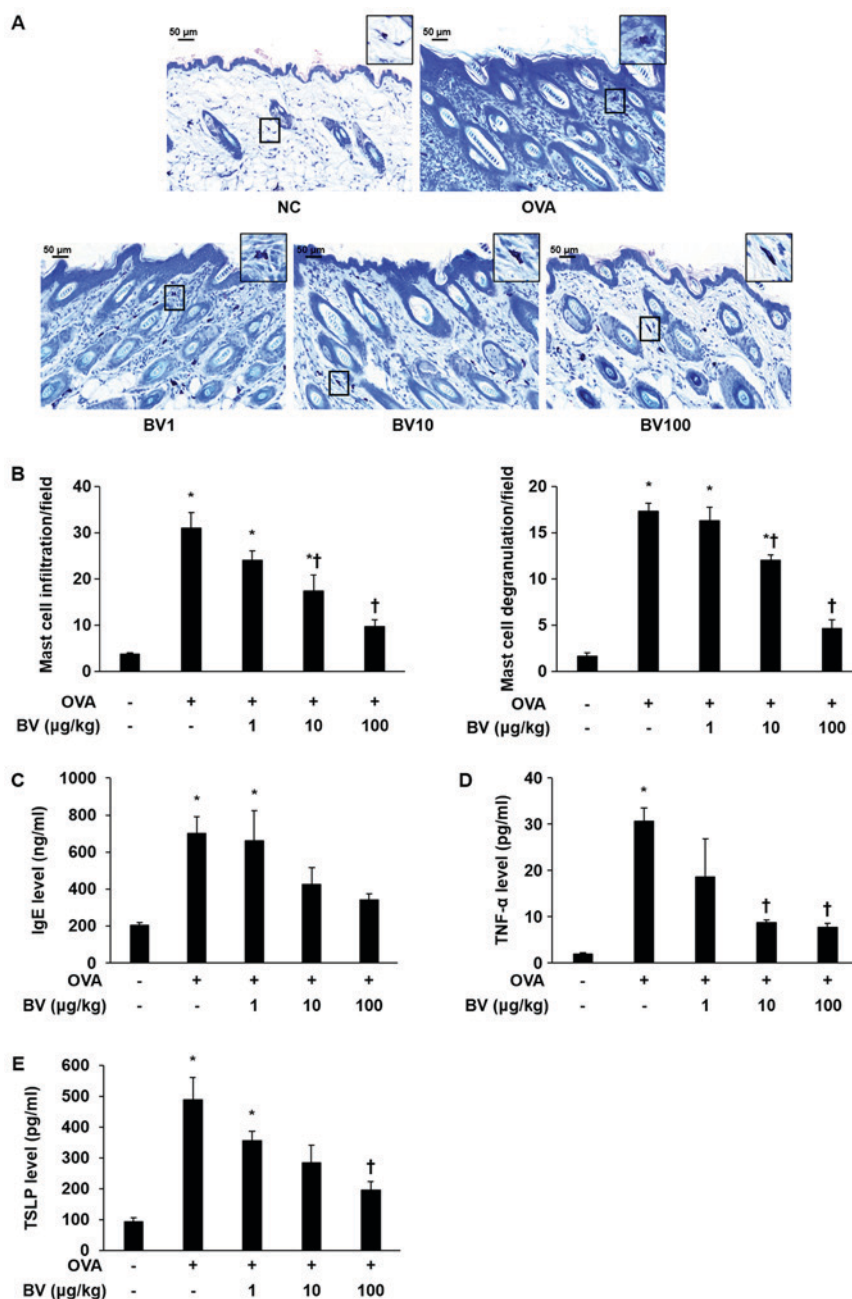 A
50 µm
50 µm
NC
OVA
50 µm
50 µm
50 µm
BV1
BV10
BV100
B
Mast cell infiltration/field
40
30
20
10
0
*
*
*†
†
OVA - + + + +
BV (µg/kg) - - 1 10 100
Mast cell degranulation/field
20
15
10
5
0
*
*
*†
†
OVA - + + + +
BV (µg/kg) - - 1 10 100
C
IgE level (ng/ml)
1000
800
600
400
200
0
*
*
OVA - + + + +
BV (µg/kg) - - 1 10 100
D
TNF-α level (pg/ml)
40
30
20
10
0
*
†
†
OVA - + + + +
BV (µg/kg) - - 1 10 100
E
TSLP level (pg/ml)
600
500
400
300
200
100
0
*
*
†
OVA - + + + +
BV (µg/kg) - - 1 10 100